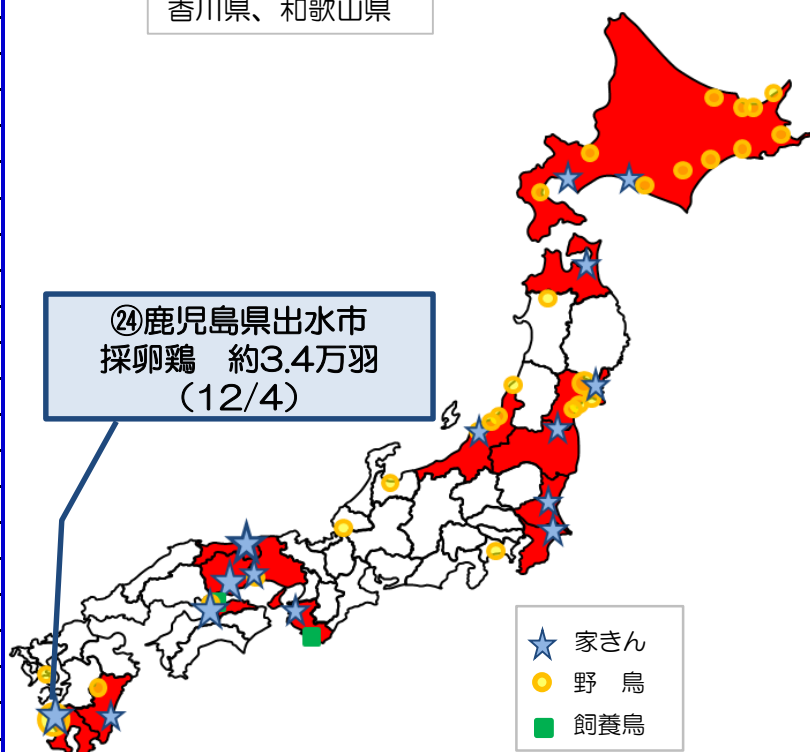 香川県、和歌山県
㉔鹿児島県出水市
採卵鶏　約3.4万羽
（12/4）
家きん
野　鳥
飼養鳥